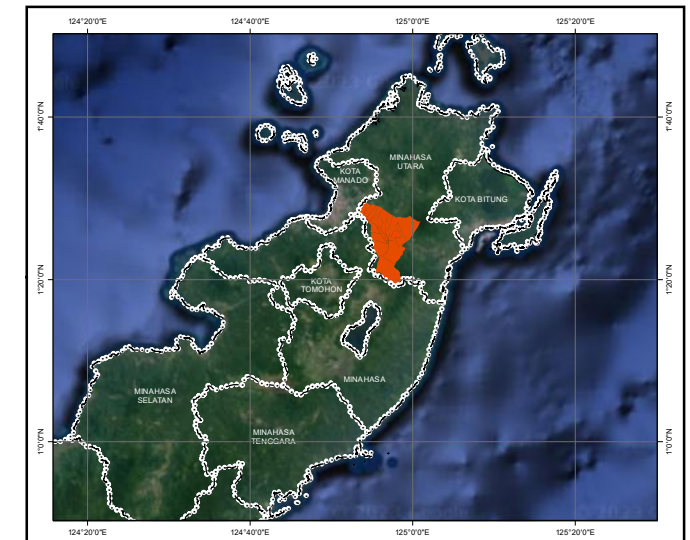 124°20'0"E 124°40'0"E 125°0'0"E 125°20'0"E
1°40'0"N 1°40'0"N
MINAHASA
UTARA
KOTA
MANADO
KOTA BITUNG
1°20'0"N 1°20'0"N
KOTA
TOMOHON
MINAHASA
MINAHASA
SELATAN
MINAHASA
TENGGARA
1°0'0"N 1°0'0"N
124°20'0"E 124°40'0"E 125°0'0"E 125°20'0"E